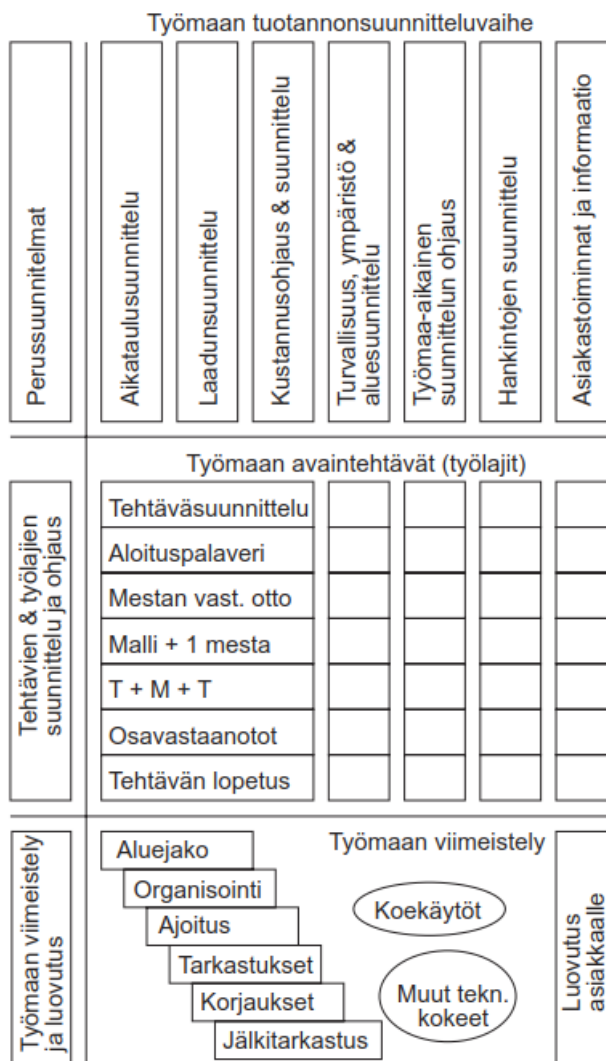 Työmaan tuotannonsuunnitteluvaihe
Perussuunnitelmat
Aikataulusuunnittelu
Laadunsuunnittelu
Kustannusohjaus & suunnittelu
Turvallisuus, ympäristö &
aluesuunnittelu
Työmaa-aikainen
suunnittelun ohjaus
Hankintojen suunnittelu
Asiakastoiminnat ja informaatio
Työmaan avaintehtävät (työlajit)
Tehtävien & työlajien
suunnittelu ja ohjaus
Tehtäväsuunnittelu
Aloituspalaveri
Mestan vast. otto
Malli + 1 mesta
T + M + T
Osavastaanotot
Tehtävän lopetus
Työmaan viimeistely
ja luovutus
Aluejako
Organisointi
Ajoitus
Tarkastukset
Korjaukset
Jälkitarkastus
Työmaan viimeistely
Koekäytöt
Muut tekn.
kokeet
Luovutus
asiakkaalle